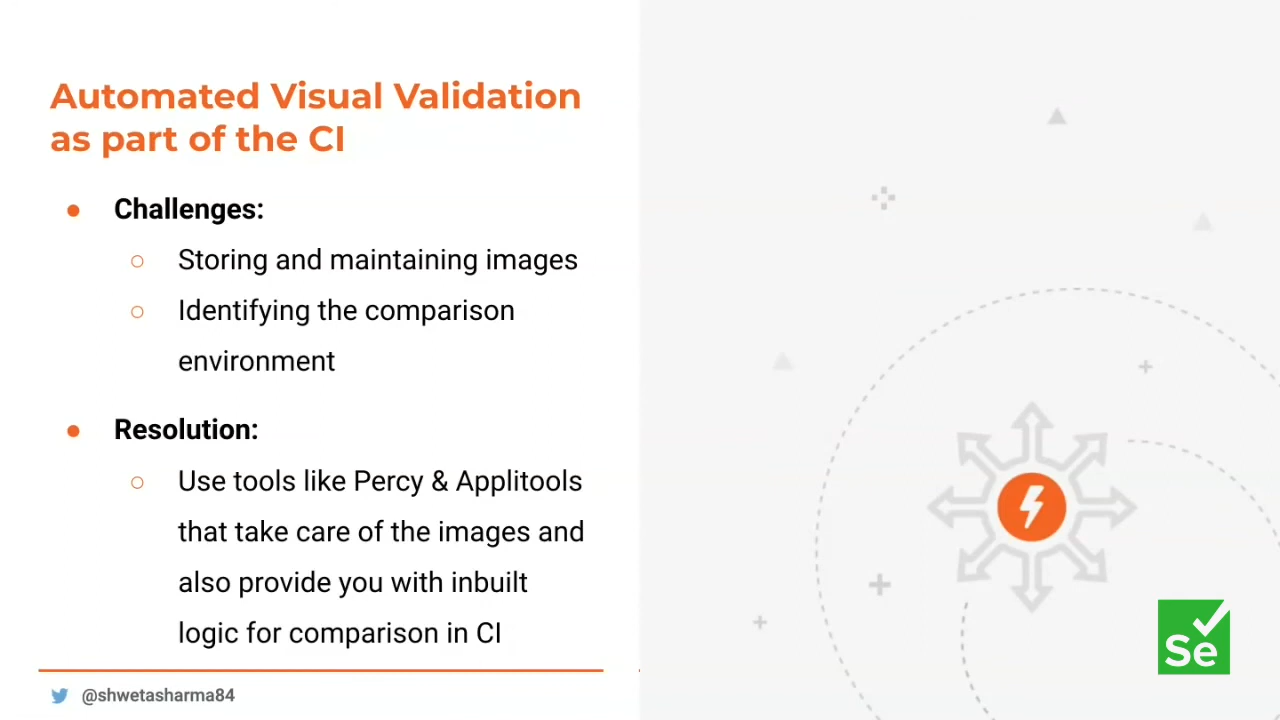 Automated Visual Validation
as part of the CI
Challenges:
Storing and maintaining images
Identifying the comparison
environment
Resolution:
Use tools like Percy & Applitools
that take care of the images and
also provide you with inbuilt
logic for comparison in CI
@shwetasharma84
Se